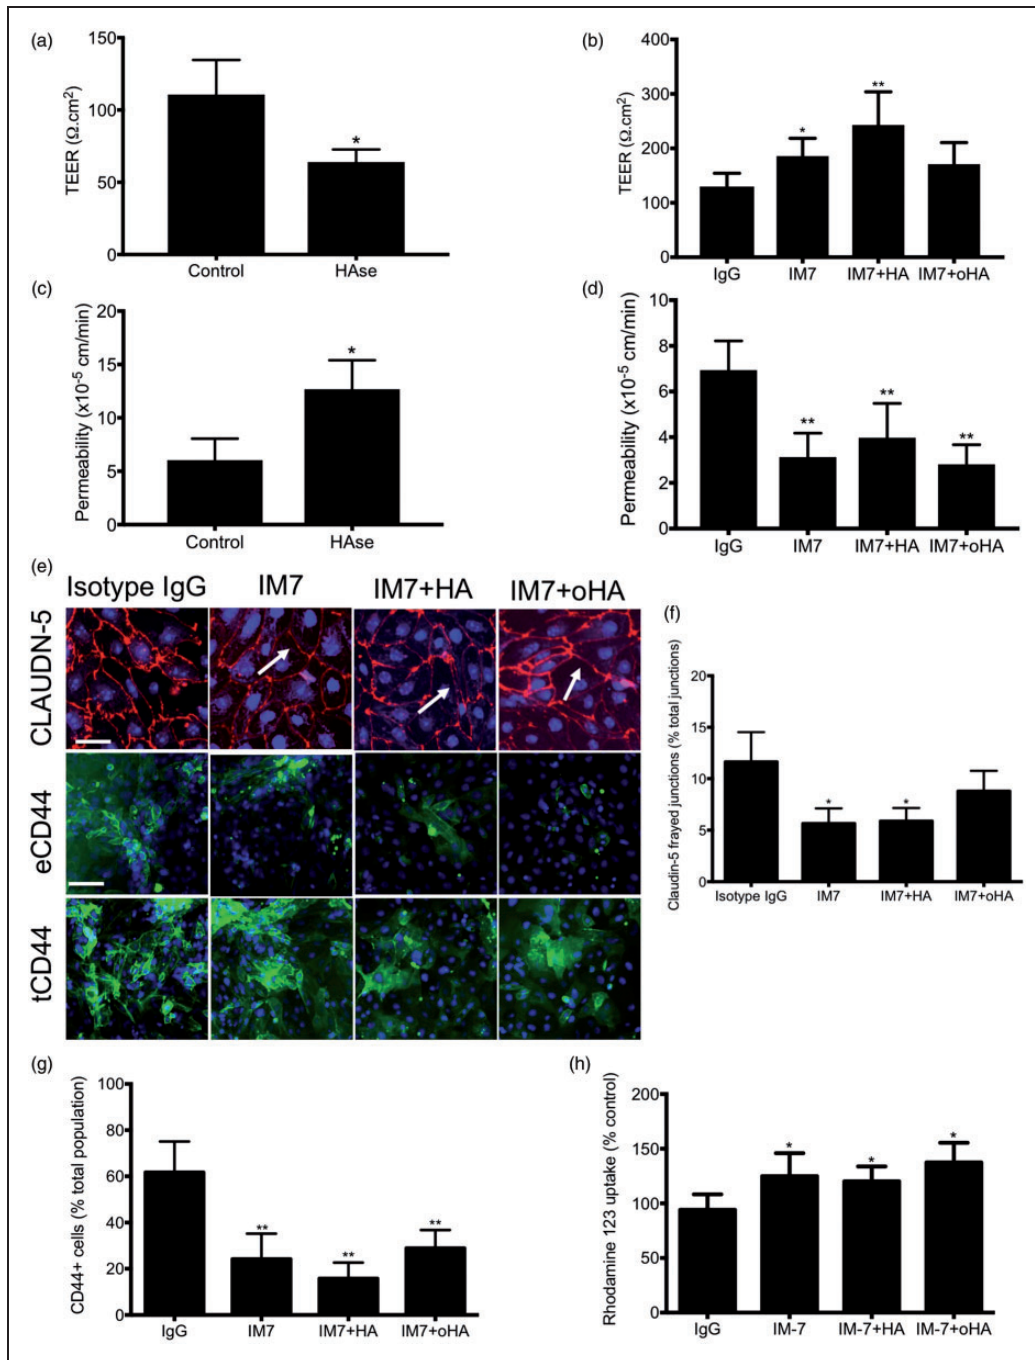 (a)
150
100
50
0
TEER (Ω.cm²)
*
Control
HAse
(b)
400
300
200
100
0
TEER (Ω.cm²)
*
**
IgG
IM7
IM7+HA
IM7+oHA
(c)
20
15
10
5
0
Permeability (x10⁻⁵ cm/min)
*
Control
HAse
(d)
8
6
4
2
0
Permeability (x10⁻⁵ cm/min)
**
**
**
IgG
IM7
IM7+HA
IM7+oHA
(e)
Isotype IgG
IM7
IM7+HA
IM7+oHA
CLAUDN-5
eCD44
tCD44
(f)
20
15
10
5
0
Claudin-5 frayed junctions (% total junctions)
*
*
Isotype IgG
IM7
IM7+HA
IM7+oHA
(g)
100
80
60
40
20
0
CD44+ cells (% total population)
**
**
**
IgG
IM7
IM7+HA
IM7+oHA
(h)
200
150
100
50
0
Rhodamine 123 uptake (% control)
*
*
*
IgG
IM-7
IM-7+HA
IM-7+oHA